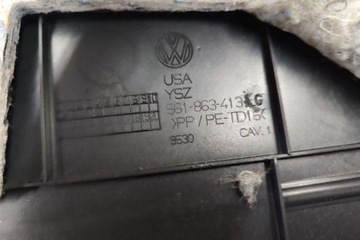 USA
YSZ
561-863-413
>PP/PE-TD15<
9530
CAV. 1